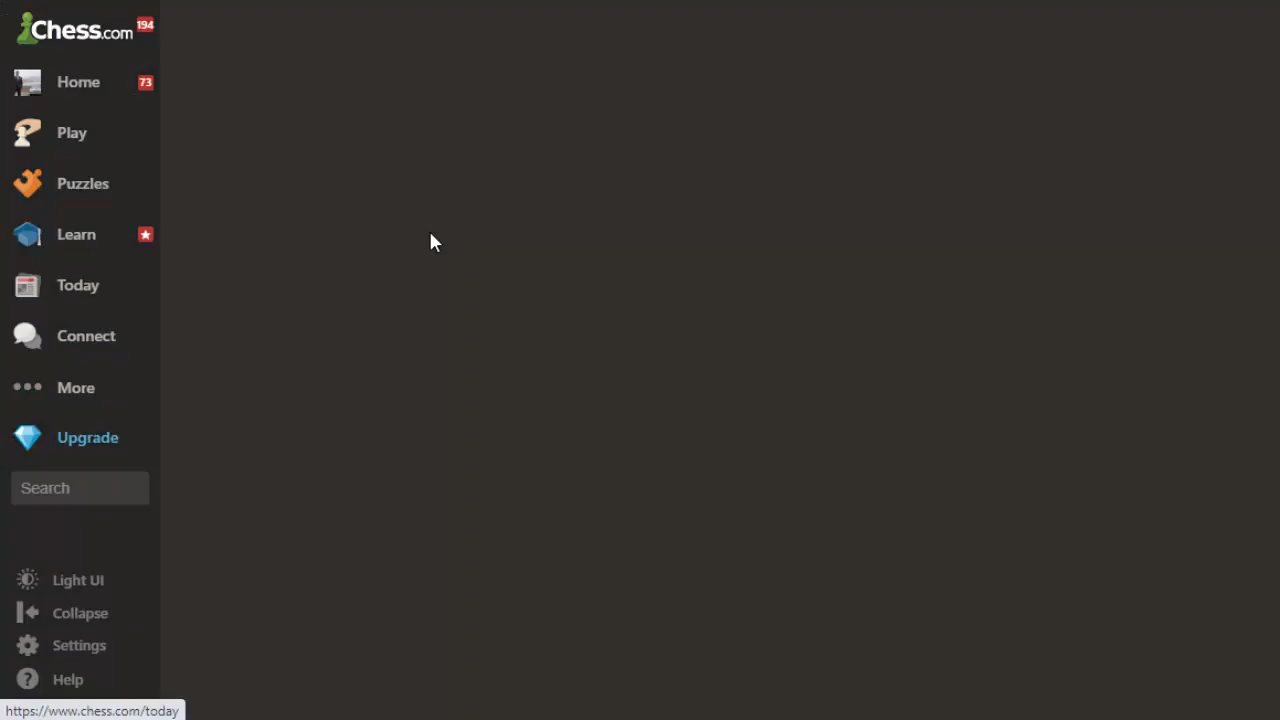 Chess.com 194
Home 73
Play
Puzzles
Learn
Today
Connect
More
Upgrade
Search
Light UI
Collapse
Settings
Help
https://www.chess.com/today